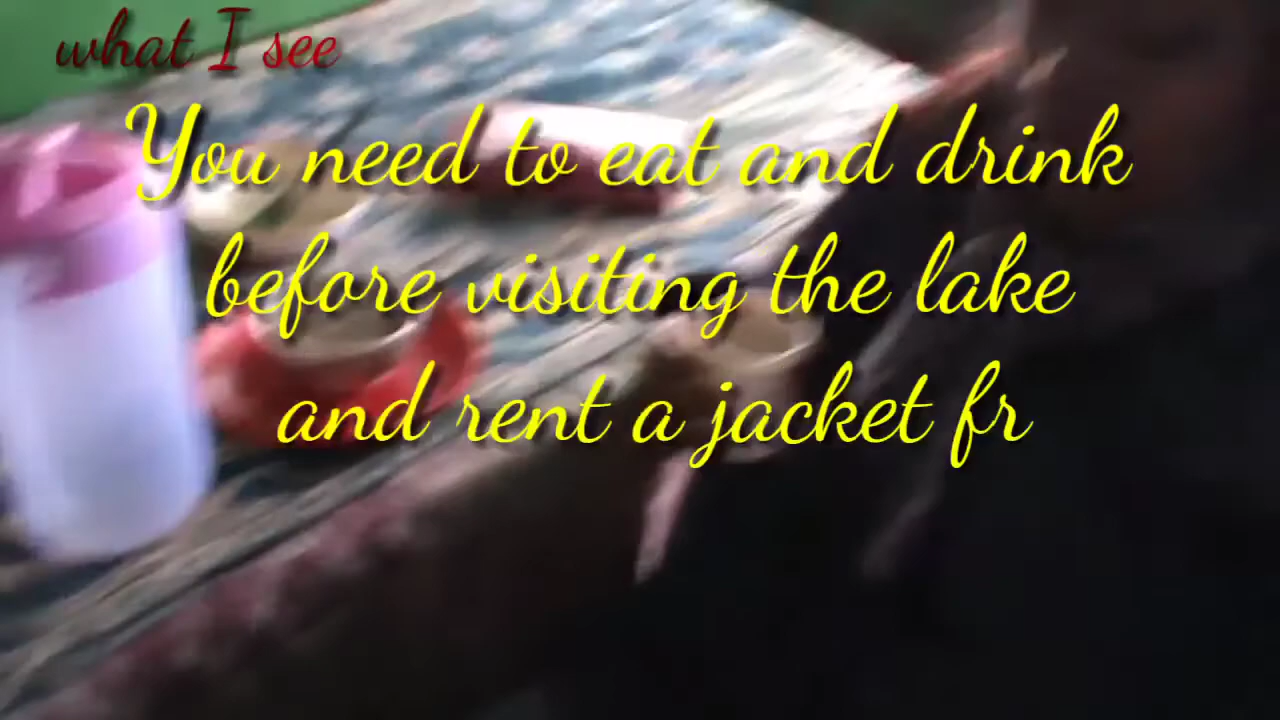 what I see
You need to eat and drink
before visiting the lake
and rent a jacket fr